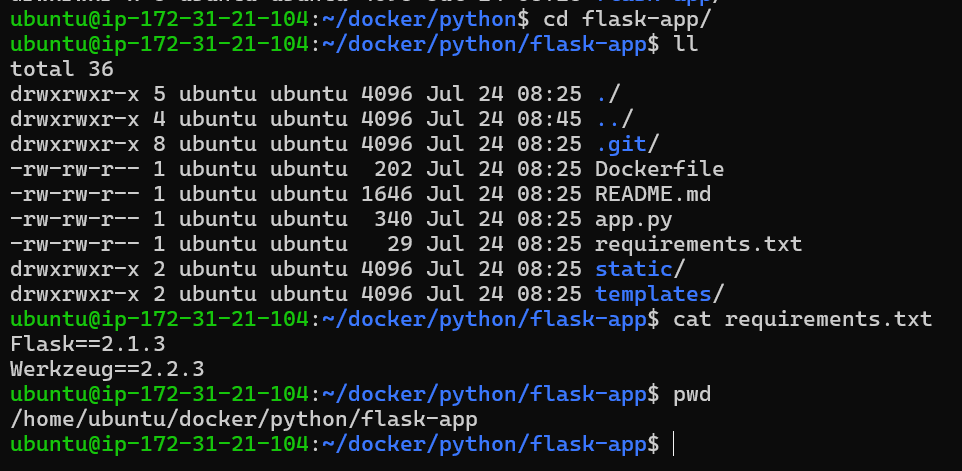 ubuntu@ip-172-31-21-104:~/docker/python$ cd flask-app/
ubuntu@ip-172-31-21-104:~/docker/python/flask-app$ ll
total 36
drwxrwxr-x 5 ubuntu ubuntu 4096 Jul 24 08:25 ./
drwxrwxr-x 4 ubuntu ubuntu 4096 Jul 24 08:45 ../
drwxrwxr-x 8 ubuntu ubuntu 4096 Jul 24 08:25 .git/
-rw-rw-r-- 1 ubuntu ubuntu  202 Jul 24 08:25 Dockerfile
-rw-rw-r-- 1 ubuntu ubuntu 1646 Jul 24 08:25 README.md
-rw-rw-r-- 1 ubuntu ubuntu  340 Jul 24 08:25 app.py
-rw-rw-r-- 1 ubuntu ubuntu   29 Jul 24 08:25 requirements.txt
drwxrwxr-x 2 ubuntu ubuntu 4096 Jul 24 08:25 static/
drwxrwxr-x 2 ubuntu ubuntu 4096 Jul 24 08:25 templates/
ubuntu@ip-172-31-21-104:~/docker/python/flask-app$ cat requirements.txt
Flask==2.1.3
Werkzeug==2.2.3
ubuntu@ip-172-31-21-104:~/docker/python/flask-app$ pwd
/home/ubuntu/docker/python/flask-app
ubuntu@ip-172-31-21-104:~/docker/python/flask-app$